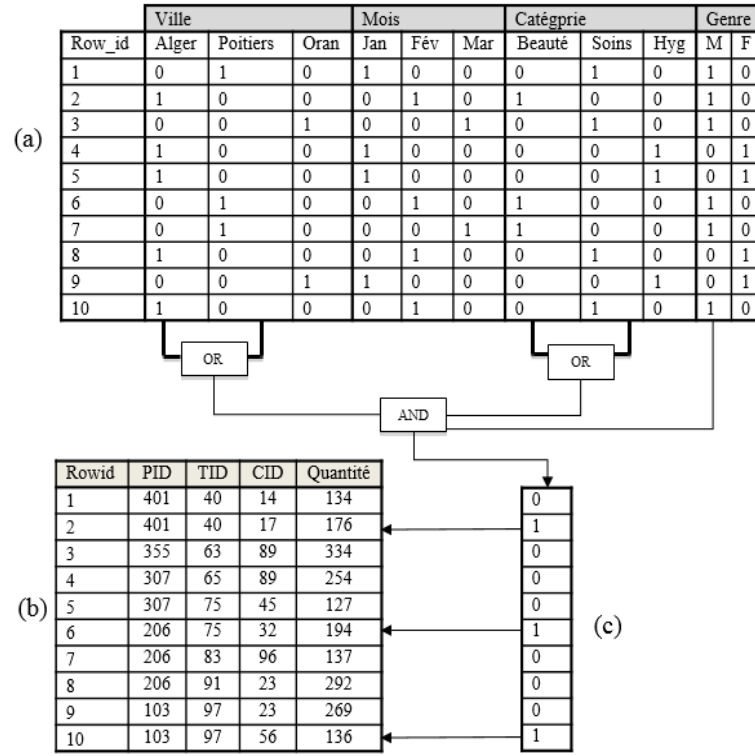 Ville Mois Catégprie Genre
Row_id Alger Poitiers Oran Jan Fév Mar Beauté Soins Hyg M F
1 0 1 0 1 0 0 0 1 0 1 0
2 1 0 0 0 1 0 1 0 0 1 0
3 0 0 1 0 0 1 0 1 0 1 0
(a)
4 1 0 0 1 0 0 0 0 1 0 1
5 1 0 0 1 0 0 0 0 1 0 1
6 0 1 0 0 1 0 1 0 0 1 0
7 0 1 0 0 0 1 1 0 0 1 0
8 1 0 0 0 1 0 0 1 0 0 1
9 0 0 1 1 0 0 0 0 1 0 1
10 1 0 0 0 1 0 0 1 0 1 0
OR OR
AND
Rowid PID TID CID Quantité
1 401 40 14 134 0
2 401 40 17 176 1
3 355 63 89 334 0
4 307 65 89 254 0
5 307 75 45 127 0
(b) 6 206 75 32 194 1 (c)
7 206 83 96 137 0
8 206 91 23 292 0
9 103 97 23 269 0
10 103 97 56 136 1